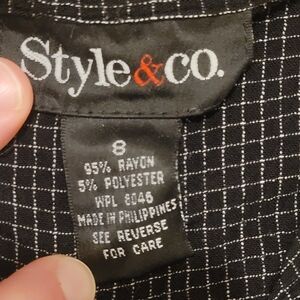 Style&co.
8
95% RAYON
5% POLYESTER
WPL 8046
MADE IN PHILIPPINES
SEE REVERSE
FOR CARE